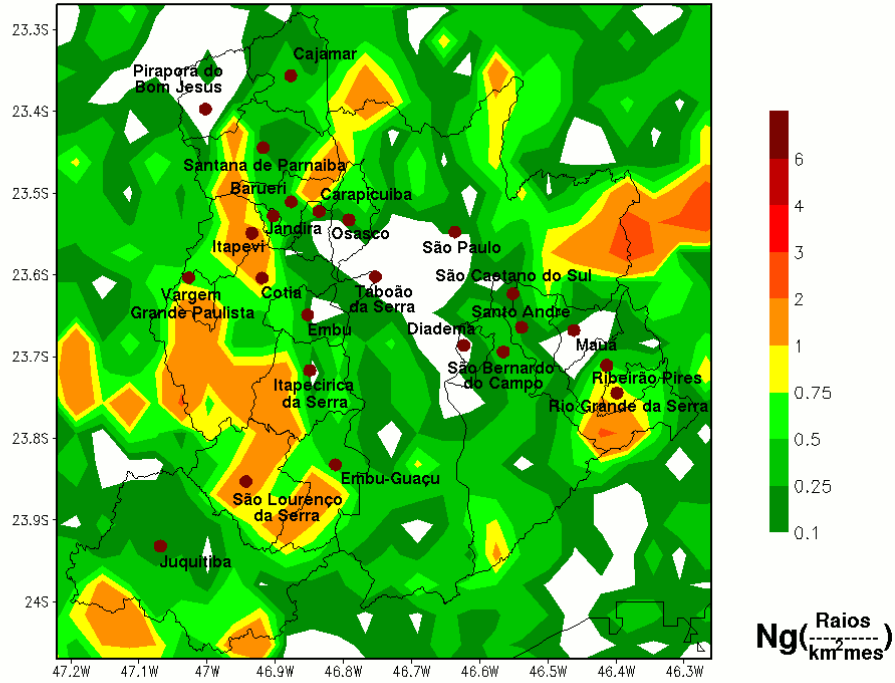 23.3S
23.4S
23.5S
23.6S
23.7S
23.8S
23.9S
24S
47.2W 47.1W 47W 46.9W 46.8W 46.7W 46.6W 46.5W 46.4W 46.3W
Cajamar
Pirapora do
Bom Jesus
Santana de Parnaiba
Barueri
Carapicuiba
Jandira
Osasco
Itapevi
São Paulo
São Caetano do Sul
Vargem
Grande Paulista
Cotia
Taboão
da Serra
Santo Andre
Embu
Diadema
Mauá
São Bernardo
do Campo
Itapecirica
da Serra
Ribeirão Pires
Rio Grande da Serra
Embu-Guaçu
São Lourenço
da Serra
Juquitiba
6
4
3
2
1
0.75
0.5
0.25
0.1
Ng(Raios
km²mes)